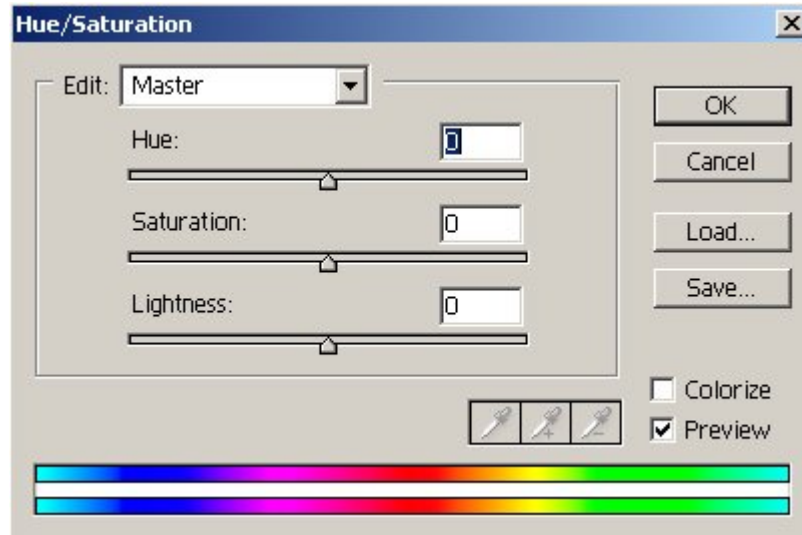 Hue/Saturation
Edit: Master
Hue: 0
Saturation: 0
Lightness: 0
OK
Cancel
Load...
Save...
Colorize
Preview